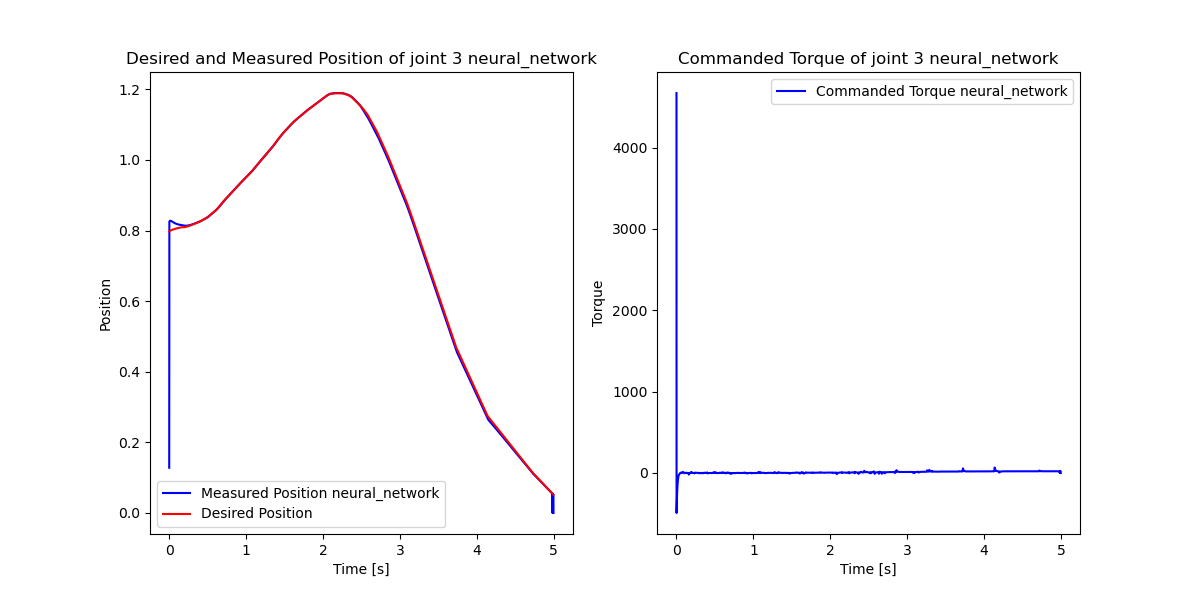 Desired and Measured Position of joint 3 neural_network
1.2
1.0
0.8
0.6
0.4
0.2
0.0
Position
Measured Position neural_network
Desired Position
0 1 2 3 4 5
Time [s]
Commanded Torque of joint 3 neural_network
Commanded Torque neural_network
4000
3000
2000
1000
0
Torque
0 1 2 3 4 5
Time [s]